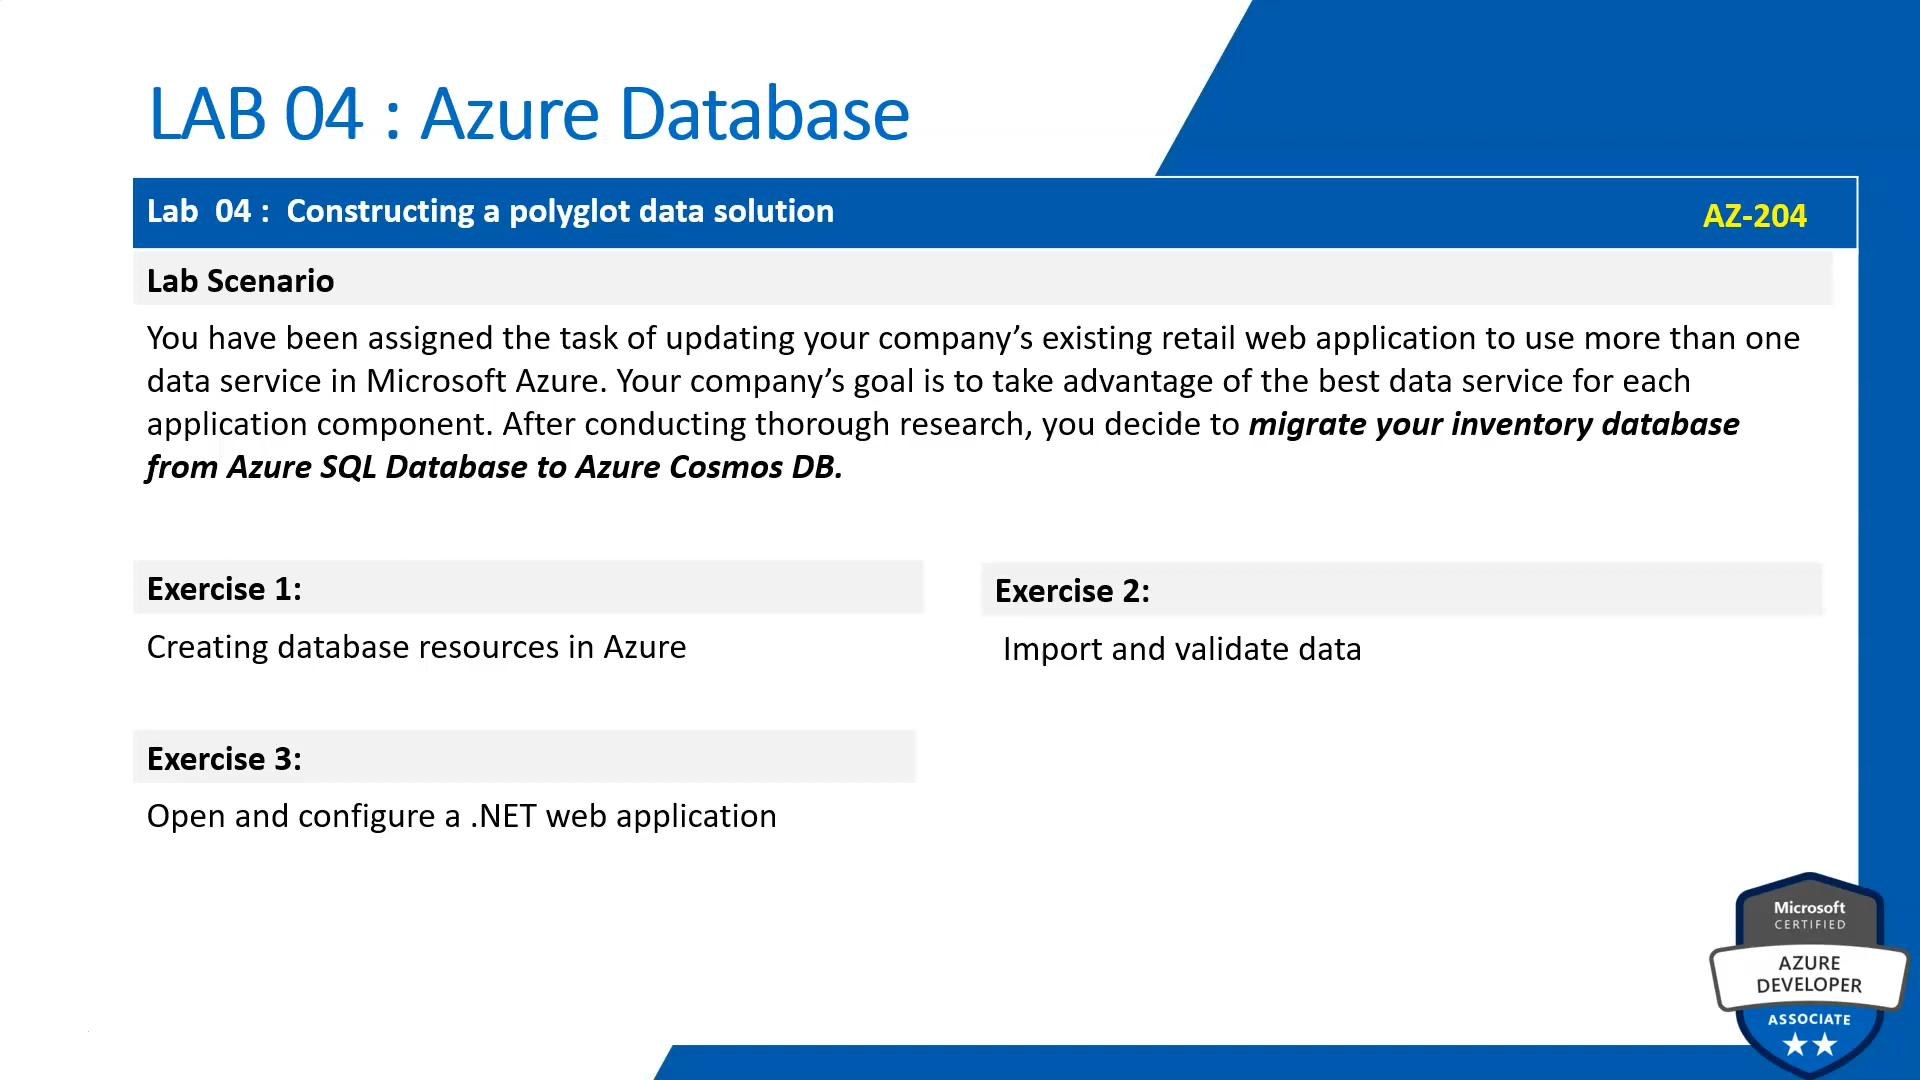 LAB 04 : Azure Database
Lab  04 :  Constructing a polyglot data solution
AZ-204
Lab Scenario
You have been assigned the task of updating your company’s existing retail web application to use more than one
data service in Microsoft Azure. Your company’s goal is to take advantage of the best data service for each
application component. After conducting thorough research, you decide to migrate your inventory database
from Azure SQL Database to Azure Cosmos DB.
Exercise 1:
Creating database resources in Azure
Exercise 2:
Import and validate data
Exercise 3:
Open and configure a .NET web application
Microsoft
CERTIFIED
AZURE
DEVELOPER
ASSOCIATE